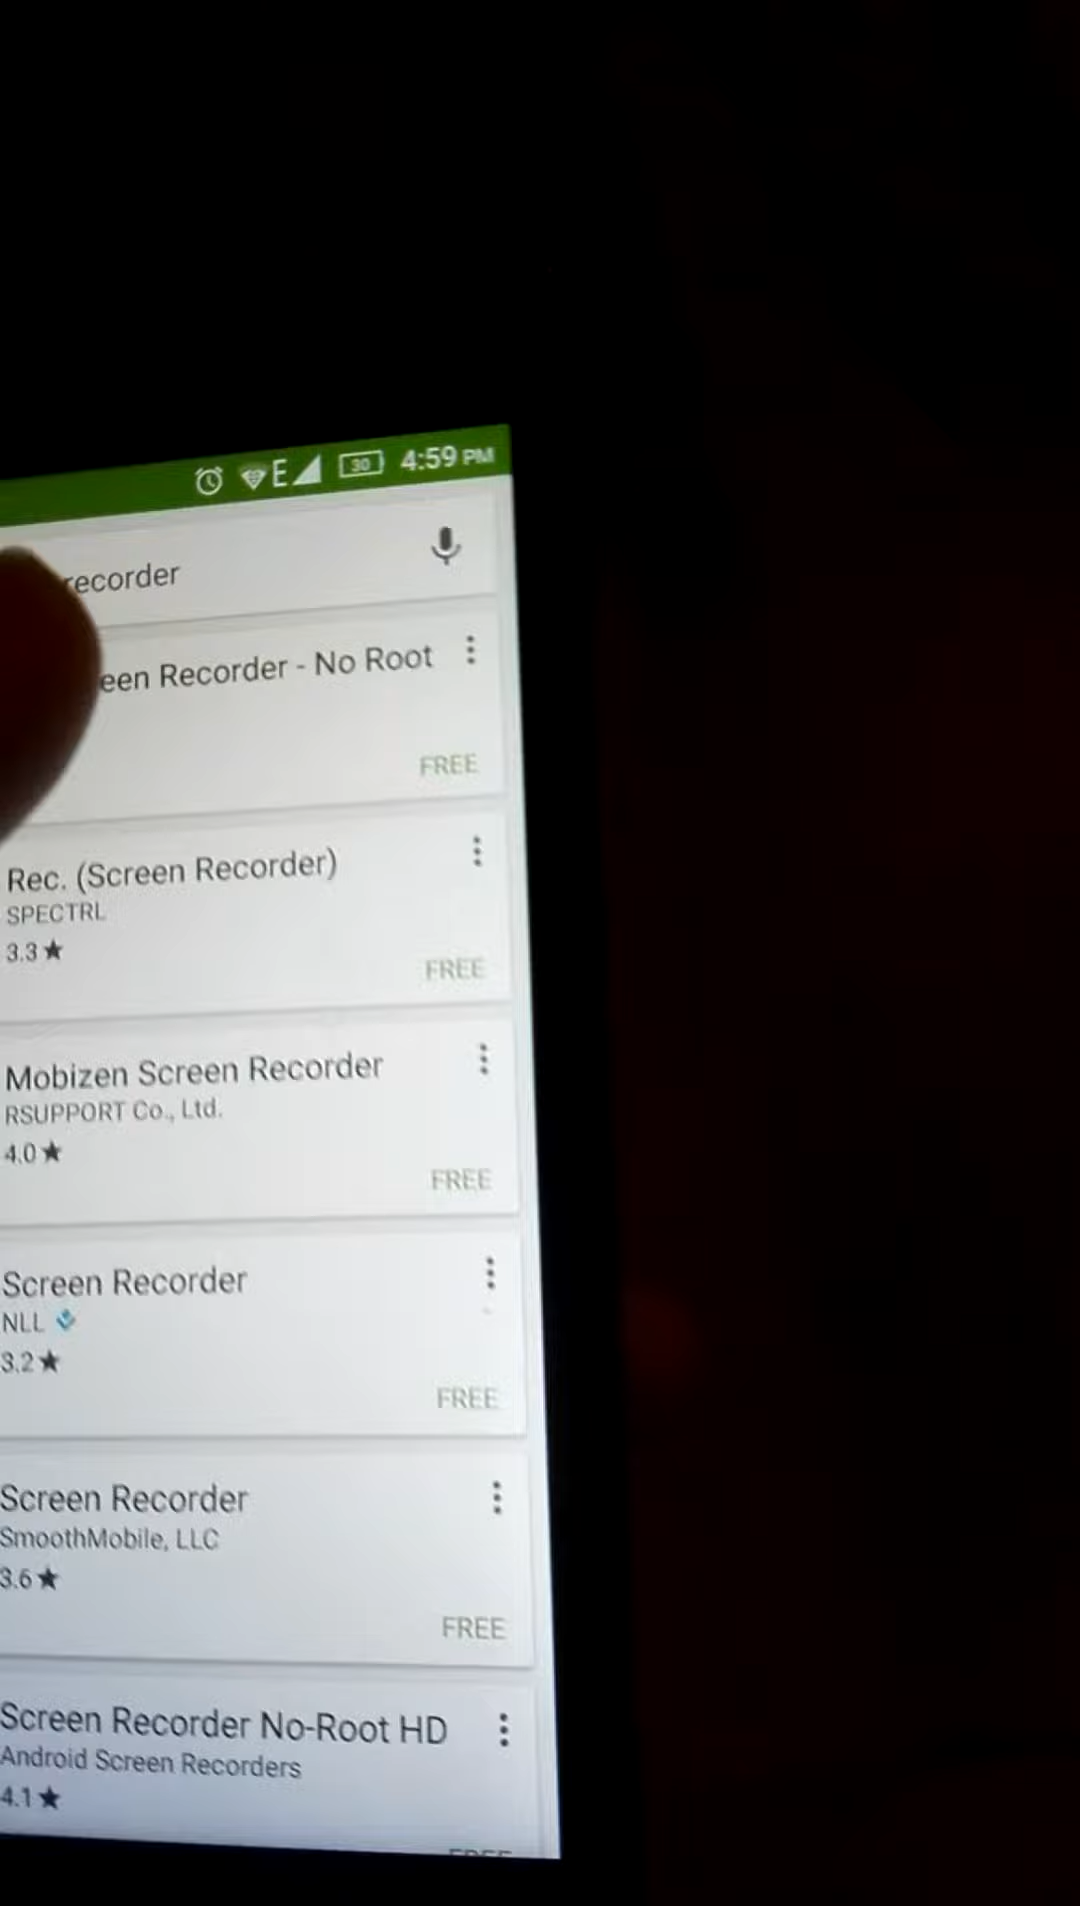 E 30 4:59 PM
recorder
een Recorder - No Root
FREE
Rec. (Screen Recorder)
SPECTRL
3.3★
FREE
Mobizen Screen Recorder
RSUPPORT Co., Ltd.
4.0★
FREE
Screen Recorder
NLL
3.2★
FREE
Screen Recorder
SmoothMobile, LLC
3.6★
FREE
Screen Recorder No-Root HD
Android Screen Recorders
4.1★